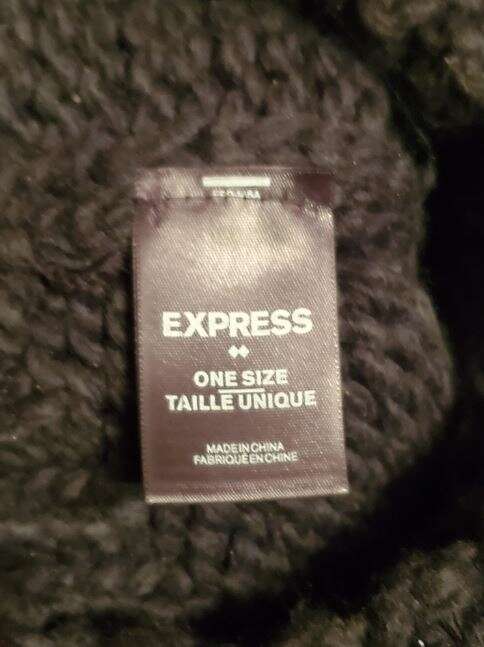 EXPRESS
ONE SIZE
TAILLE UNIQUE
MADE IN CHINA
FABRIQUÉ EN CHINE